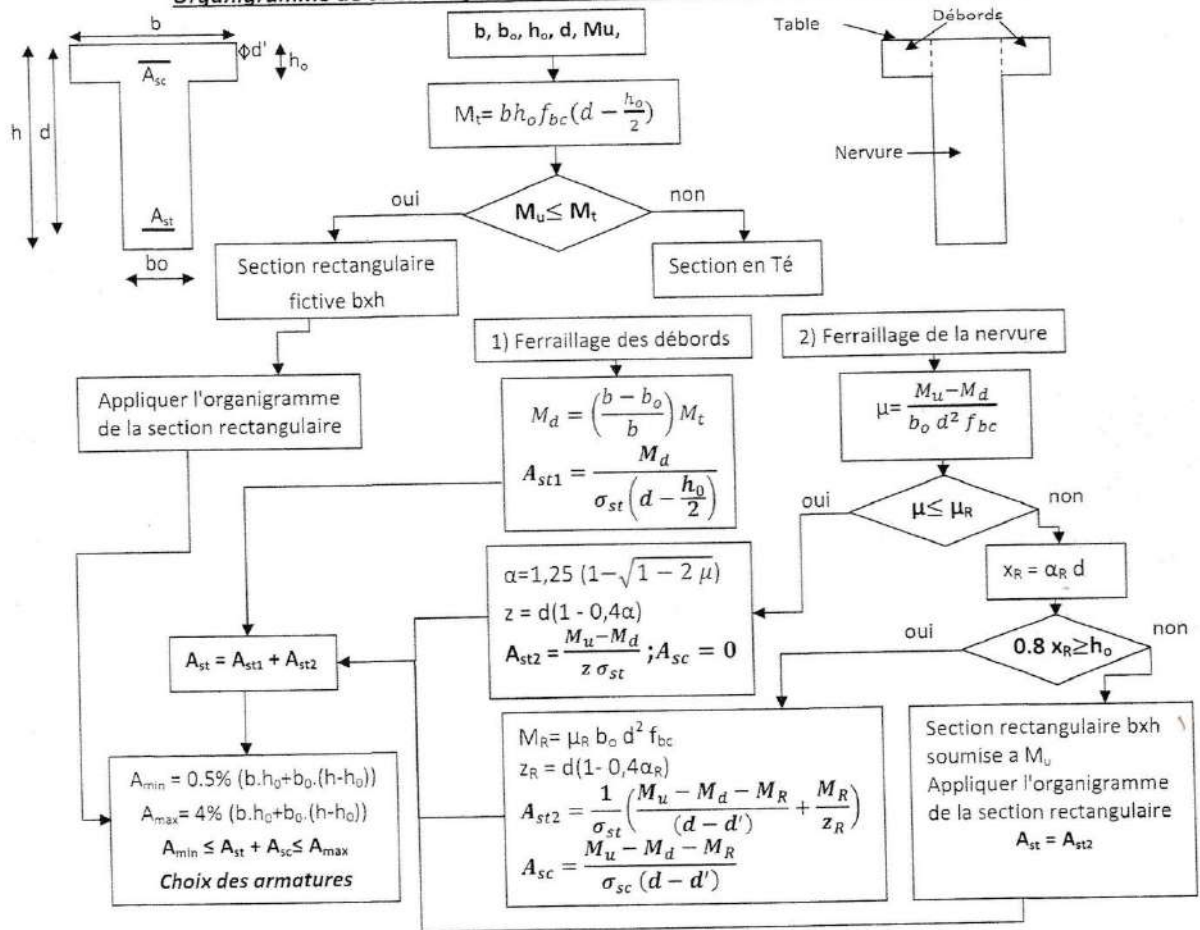 Organigramme de
b
d'
h₀
A_sc
h
d
A_st
bo
b, b₀, h₀, d, Mu,
M_t= bh₀f_bc(d − h₀/2)
M_u≤ M_t
oui
non
Section rectangulaire
fictive bxh
Section en Té
Table
Débords
Nervure
Appliquer l'organigramme
de la section rectangulaire
1) Ferraillage des débords
M_d = ((b − b₀)/b) M_t
A_st1 = M_d / (σ_st (d − h₀/2))
2) Ferraillage de la nervure
μ= (M_u−M_d) / (b₀ d² f_bc)
μ≤ μ_R
oui
non
α=1,25 (1−√(1 − 2 μ))
z = d(1 - 0,4α)
A_st2 = (M_u−M_d) / (z σ_st) ;A_sc = 0
x_R = α_R d
0.8 x_R≥h₀
oui
non
A_st = A_st1 + A_st2
M_R= μ_R b₀ d² f_bc
z_R = d(1- 0,4α_R)
A_st2 = 1/σ_st ((M_u − M_d − M_R)/(d − d') + M_R/z_R)
A_sc = (M_u − M_d − M_R) / (σ_sc (d − d'))
Section rectangulaire bxh
soumise a M_u
Appliquer l'organigramme
de la section rectangulaire
A_st = A_st2
A_min = 0.5% (b.h₀+b₀.(h-h₀))
A_max= 4% (b.h₀+b₀.(h-h₀))
A_min ≤ A_st + A_sc≤ A_max
Choix des armatures